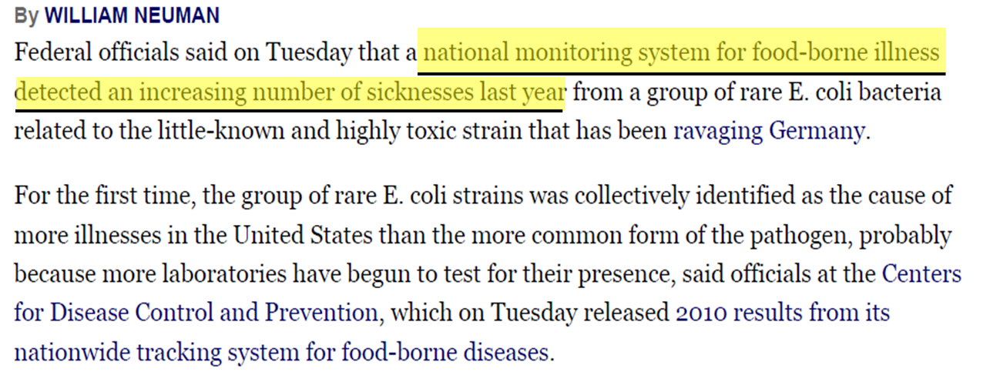 By WILLIAM NEUMAN
Federal officials said on Tuesday that a national monitoring system for food-borne illness
detected an increasing number of sicknesses last year from a group of rare E. coli bacteria
related to the little-known and highly toxic strain that has been ravaging Germany.
For the first time, the group of rare E. coli strains was collectively identified as the cause of
more illnesses in the United States than the more common form of the pathogen, probably
because more laboratories have begun to test for their presence, said officials at the Centers
for Disease Control and Prevention, which on Tuesday released 2010 results from its
nationwide tracking system for food-borne diseases.